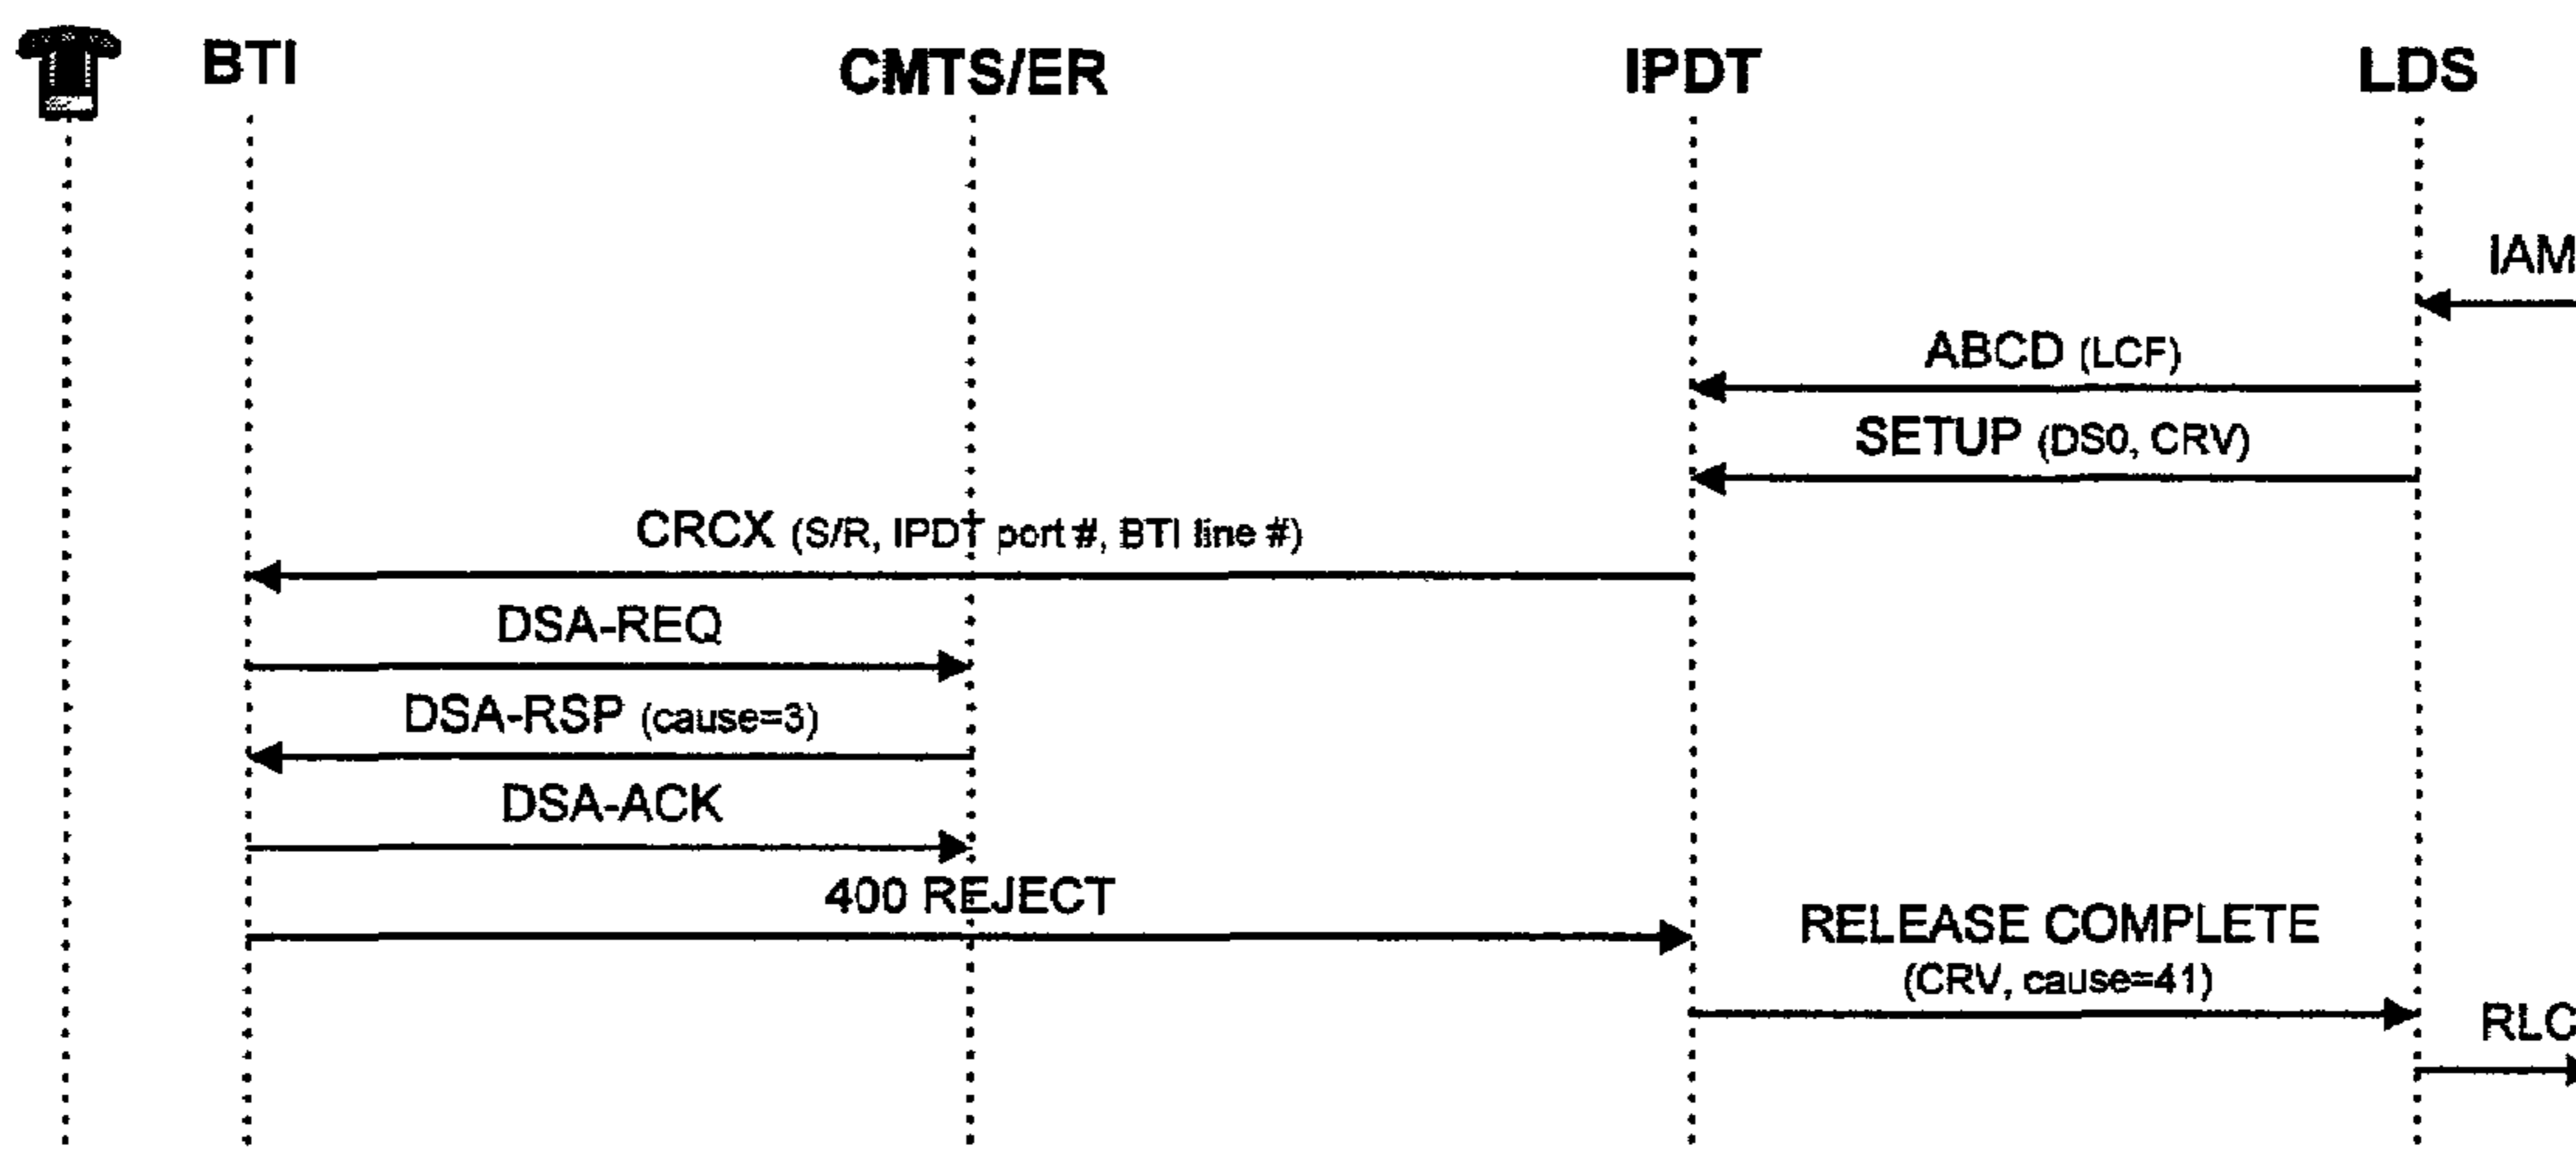 BTI
CMTS/ER
IPDT
LDS
IAM
ABCD (LCF)
SETUP (DS0, CRV)
CRCX (S/R, IPDT port #, BTI line #)
DSA-REQ
DSA-RSP (cause=3)
DSA-ACK
400 REJECT
RELEASE COMPLETE
(CRV, cause=41)
RLC